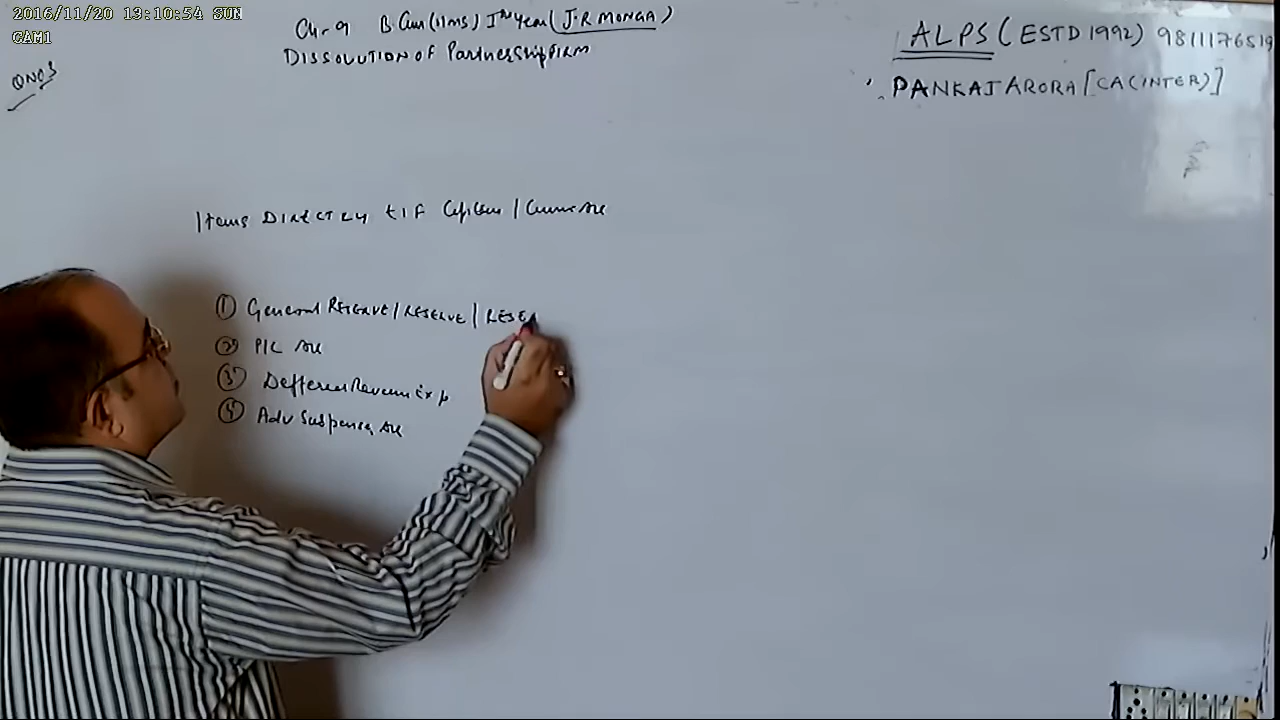 2016/11/20 13:10:54 SUN
CAM1
Ch-9 B Com (Hons) Ist Year (J.R MONGA)
DISSOLUTION OF Partnership FIRM
ALPS (ESTD 1992) 9811176519
PANKAJ ARORA [CA (INTER)]
QNO3
Items DIRECTLY t/f Capital / Current A/c
① General RESERVE / RESERVE / RESE
② P/L A/c
③ Deffered Revenue Exp
④ Adv Suspense A/c